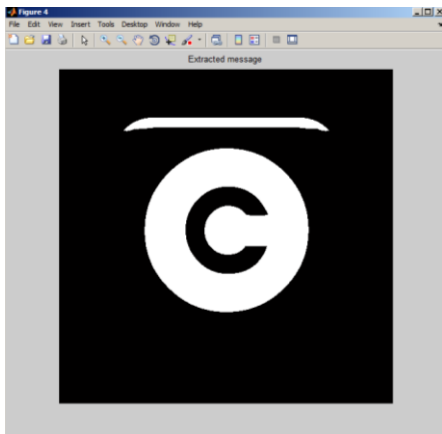 Figure 4
File Edit View Insert Tools Desktop Window Help
Extracted message
C